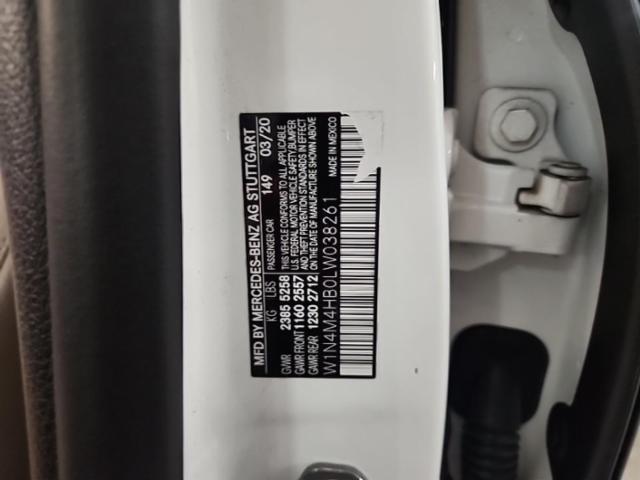 MFD BY MERCEDES-BENZ AG STUTTGART
KG LBS PASSENGER CAR 149 03/20
GVWR 2385 5258 THIS VEHICLE CONFORMS TO ALL APPLICABLE
GAWR FRONT 1160 2557 U.S. FEDERAL MOTOR VEHICLE SAFETY BUMPER
GAWR REAR 1230 2712 AND THEFT PREVENTION STANDARDS IN EFFECT
ON THE DATE OF MANUFACTURE SHOWN ABOVE
W1N4M4HB0LW038261 MADE IN MEXICO